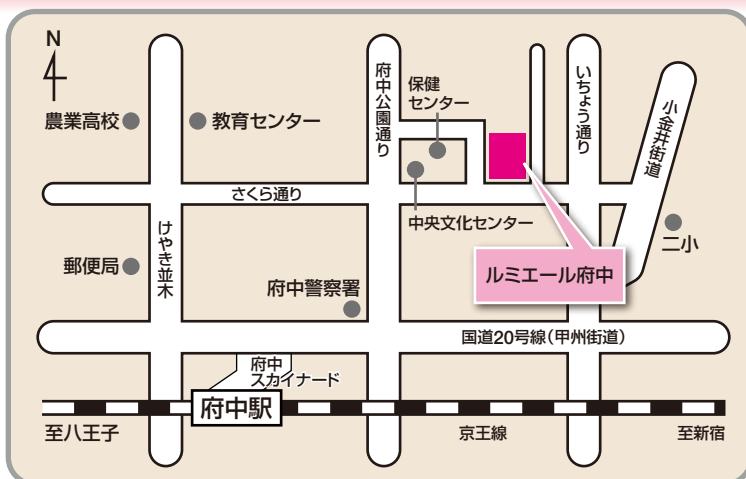 N
農業高校
教育センター
府中公園通り
保健
センター
いちょう通り
小金井街道
さくら通り
中央文化センター
けやき並木
郵便局
府中警察署
ルミエール府中
二小
国道20号線(甲州街道)
府中
スカイナード
府中駅
至八王子
京王線
至新宿